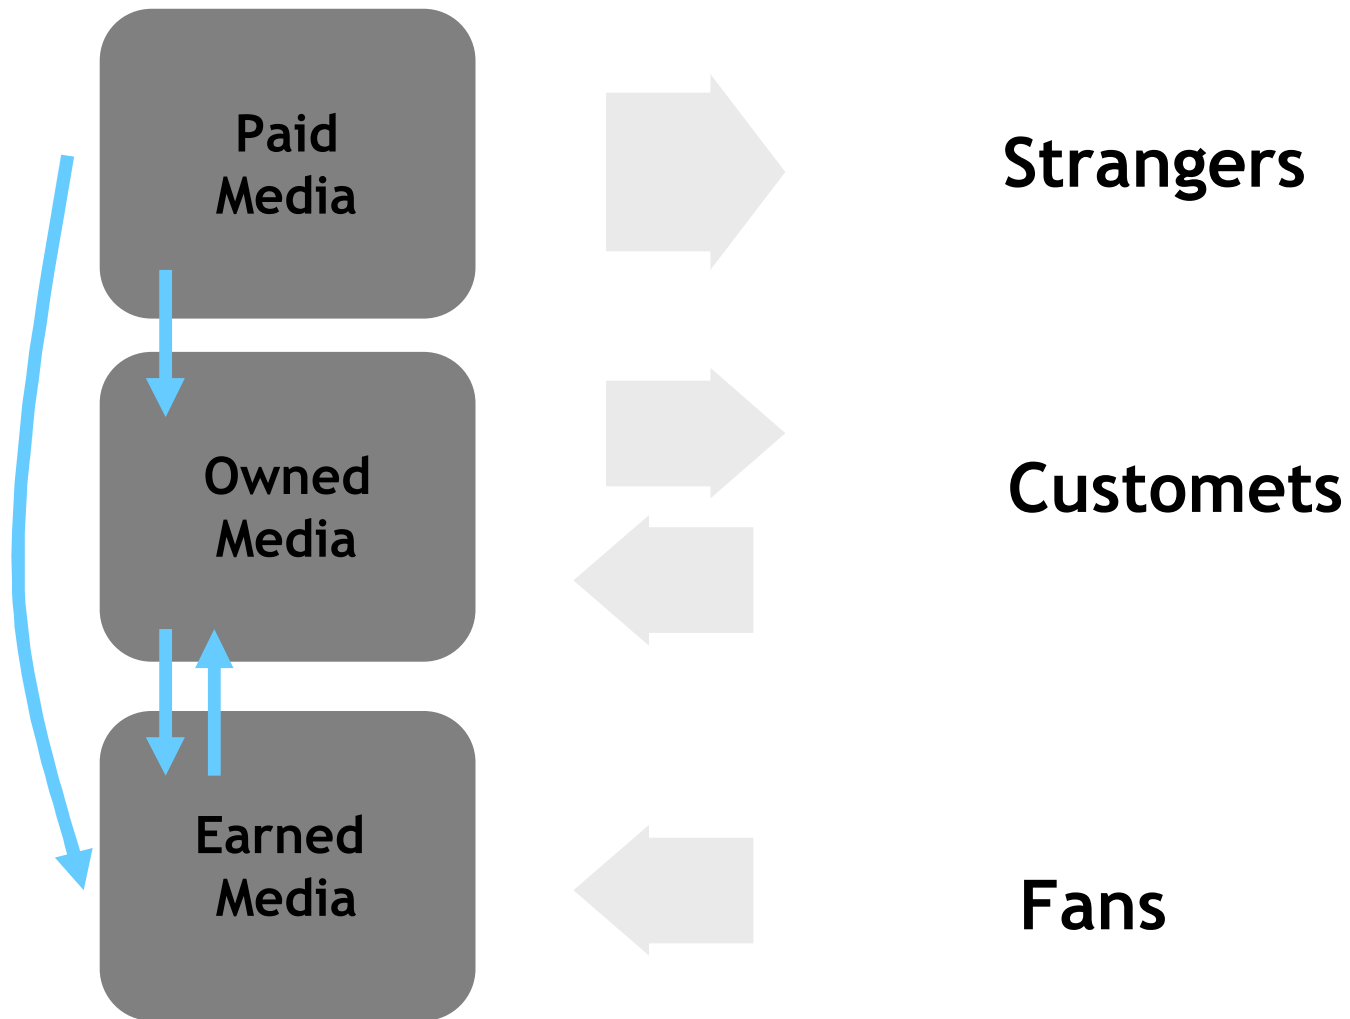 Paid
Media
Strangers
Owned
Media
Customets
Earned
Media
Fans